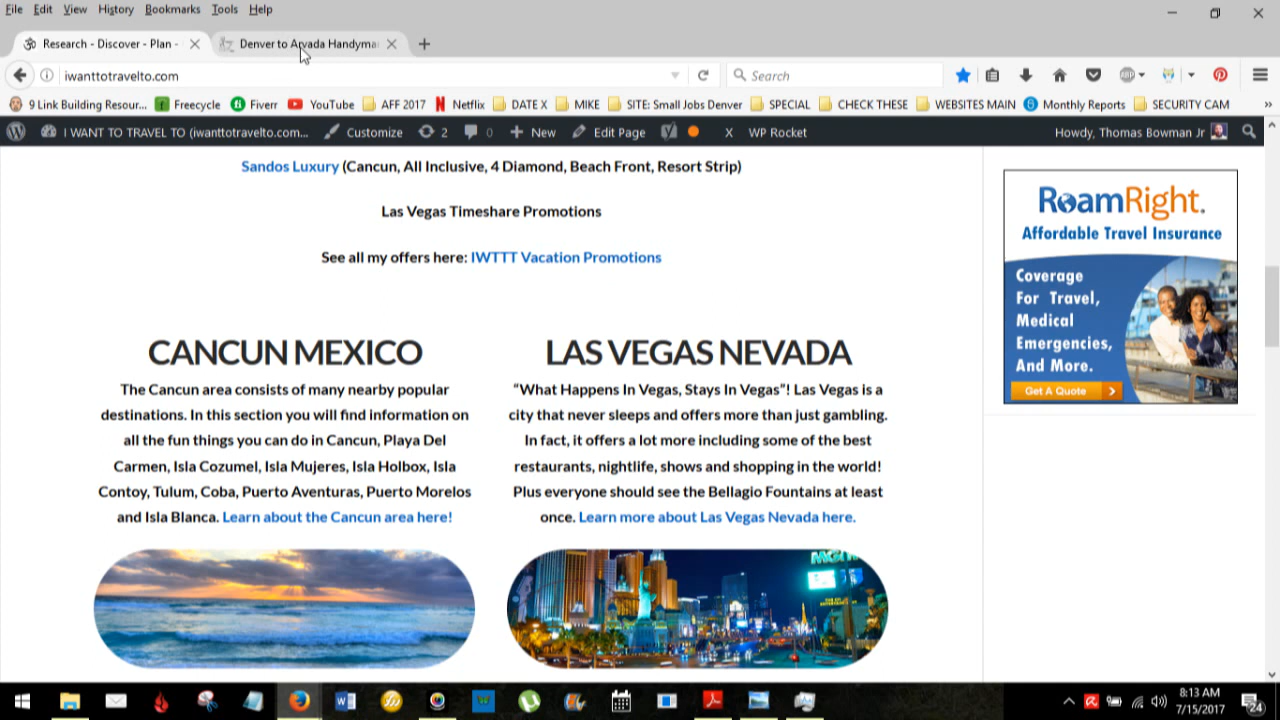 File Edit View History Bookmarks Tools Help
Research - Discover - Plan -
Denver to Arvada Handyma
iwanttotravelto.com
Search
9 Link Building Resour... Freecycle Fiverr YouTube AFF 2017 Netflix DATE X MIKE SITE: Small Jobs Denver SPECIAL CHECK THESE WEBSITES MAIN Monthly Reports SECURITY CAM »
I WANT TO TRAVEL TO (iwanttotravelto.com... Customize 2 0 New Edit Page X WP Rocket Howdy, Thomas Bowman Jr
Sandos Luxury (Cancun, All Inclusive, 4 Diamond, Beach Front, Resort Strip)
Las Vegas Timeshare Promotions
See all my offers here: IWTTT Vacation Promotions
CANCUN MEXICO
The Cancun area consists of many nearby popular
destinations. In this section you will find information on
all the fun things you can do in Cancun, Playa Del
Carmen, Isla Cozumel, Isla Mujeres, Isla Holbox, Isla
Contoy, Tulum, Coba, Puerto Aventuras, Puerto Morelos
and Isla Blanca. Learn about the Cancun area here!
LAS VEGAS NEVADA
“What Happens In Vegas, Stays In Vegas”! Las Vegas is a
city that never sleeps and offers more than just gambling.
In fact, it offers a lot more including some of the best
restaurants, nightlife, shows and shopping in the world!
Plus everyone should see the Bellagio Fountains at least
once. Learn more about Las Vegas Nevada here.
MGM
RoamRight.
Affordable Travel Insurance
Coverage
For Travel,
Medical
Emergencies,
And More.
Get A Quote
8:13 AM
7/15/2017
24